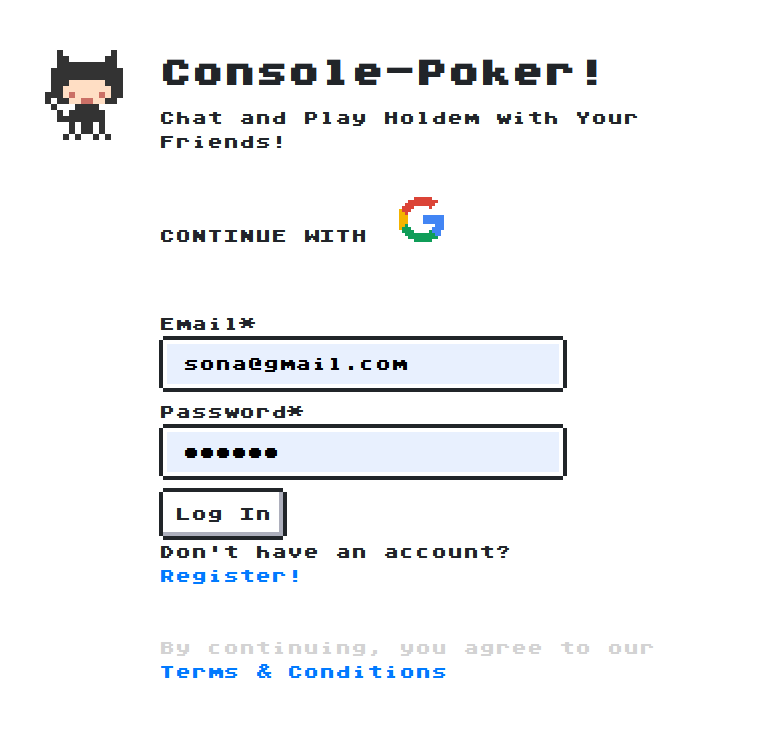 Console-Poker!
Chat and Play Holdem with Your
Friends!
CONTINUE WITH G
Email*
sona@gmail.com
Password*
●●●●●●
Log In
Don't have an account?
Register!
By continuing, you agree to our
Terms & Conditions